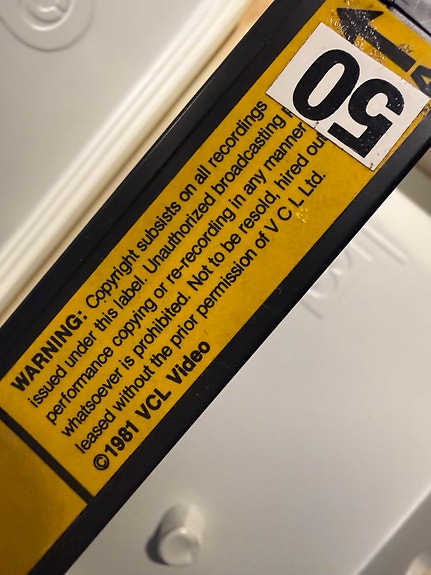 WARNING: Copyright subsists on all recordings
issued under this label. Unauthorized broadcasting
performance copying or re-recording in any manner
whatsoever is prohibited. Not to be resold, hired out
leased without the prior permission of V C L Ltd.
©1981 VCL Video
50